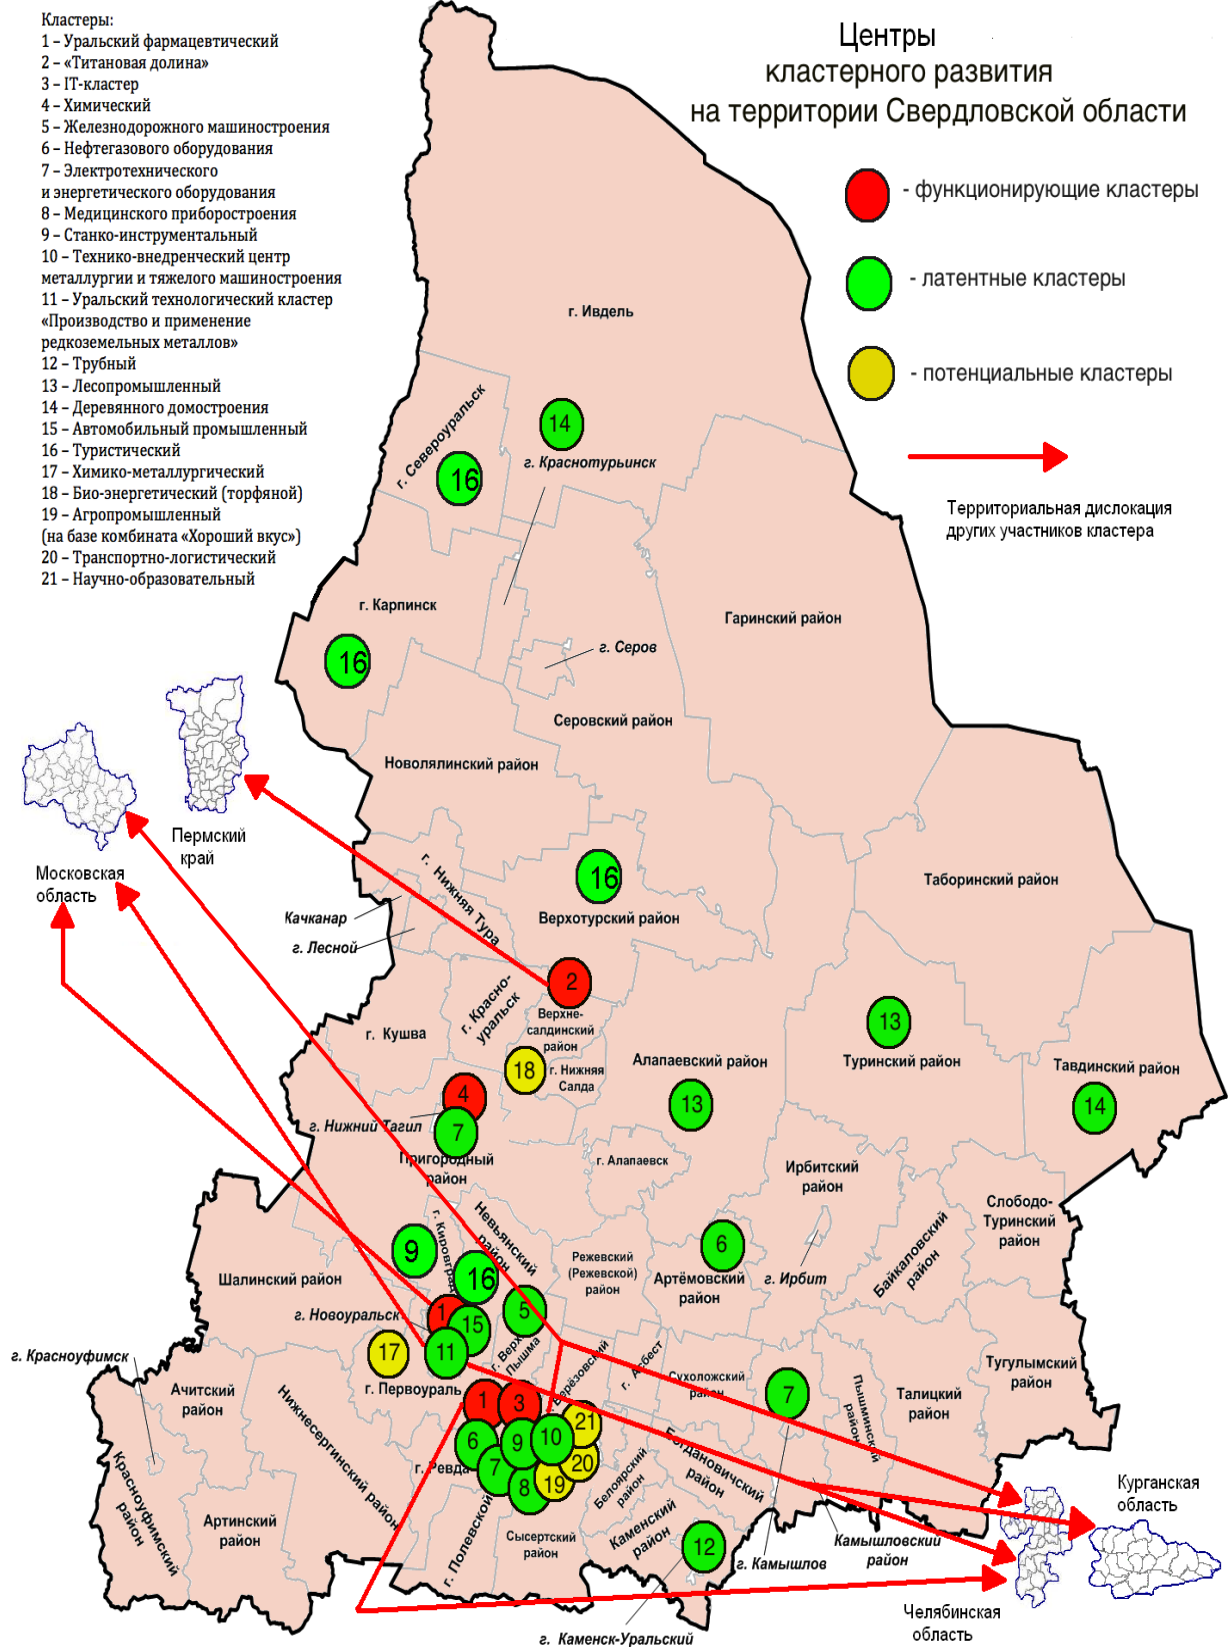 Кластеры:
1 – Уральский фармацевтический
2 – «Титановая долина»
3 – IT-кластер
4 – Химический
5 – Железнодорожного машиностроения
6 – Нефтегазового оборудования
7 – Электротехнического
и энергетического оборудования
8 – Медицинского приборостроения
9 – Станко-инструментальный
10 – Технико-внедренческий центр
металлургии и тяжелого машиностроения
11 – Уральский технологический кластер
«Производство и применение
редкоземельных металлов»
12 – Трубный
13 – Лесопромышленный
14 – Деревянного домостроения
15 – Автомобильный промышленный
16 – Туристический
17 – Химико-металлургический
18 – Био-энергетический (торфяной)
19 – Агропромышленный
(на базе комбината «Хороший вкус»)
20 – Транспортно-логистический
21 – Научно-образовательный
Центры
кластерного развития
на территории Свердловской области
- функционирующие кластеры
- латентные кластеры
- потенциальные кластеры
Территориальная дислокация
других участников кластера
г. Ивдель
г. Североуральск
16
14
г. Краснотурьинск
г. Карпинск
16
Гаринский район
г. Серов
Серовский район
Новолялинский район
Пермский
край
Московская
область
г. Нижняя Тура
16
Верхотурский район
Таборинский район
Качканар
г. Лесной
2
г. Красно-
уральск
Верхне-
салдинский
район
г. Кушва
18
г. Нижняя
Салда
13
Туринский район
Алапаевский район
13
Тавдинский район
14
4
г. Нижний Тагил
7
Пригородный
район
г. Алапаевск
Ирбитский
район
Слободо-
Туринский
район
Байкаловский
район
Невьянский
район
г. Кировград
9
16
6
Артёмовский
район
г. Ирбит
Режевский
(Режевской)
район
Шалинский район
г. Новоуральск
1
15
5
11
17
г. Верх
Пышма
г. Первоураль
г. Красноуфимск
Ачитский
район
Нижнесергинский район
Красноуфимский
район
Артинский
район
Берёзовский
г. Асбест
Сухоложский
район
7
Пышминский
район
Талицкий
район
Тугулымский
район
1
3
21
6
9
10
7
20
8
19
г. Ревда
г. Полевской
Сысертский
район
Белоярский
район
Богдановичский
район
Каменский
район
12
г. Камышлов
Камышловский
район
г. Каменск-Уральский
Курганская
область
Челябинская
область